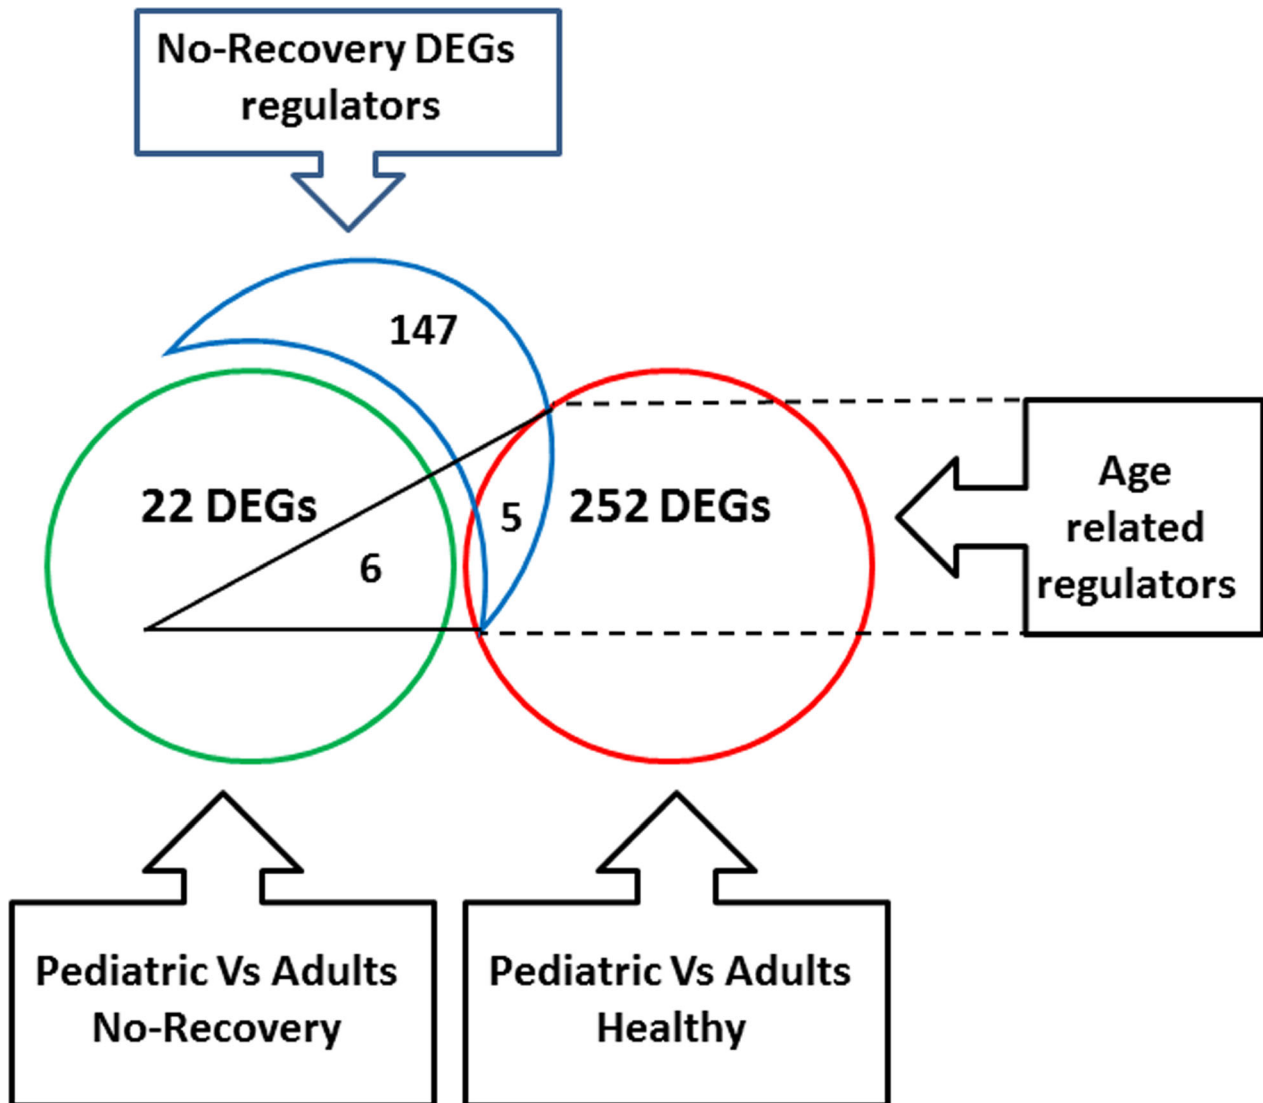 No-Recovery DEGs
regulators
147
22 DEGs
5
252 DEGs
6
Age
related
regulators
Pediatric Vs Adults
No-Recovery
Pediatric Vs Adults
Healthy